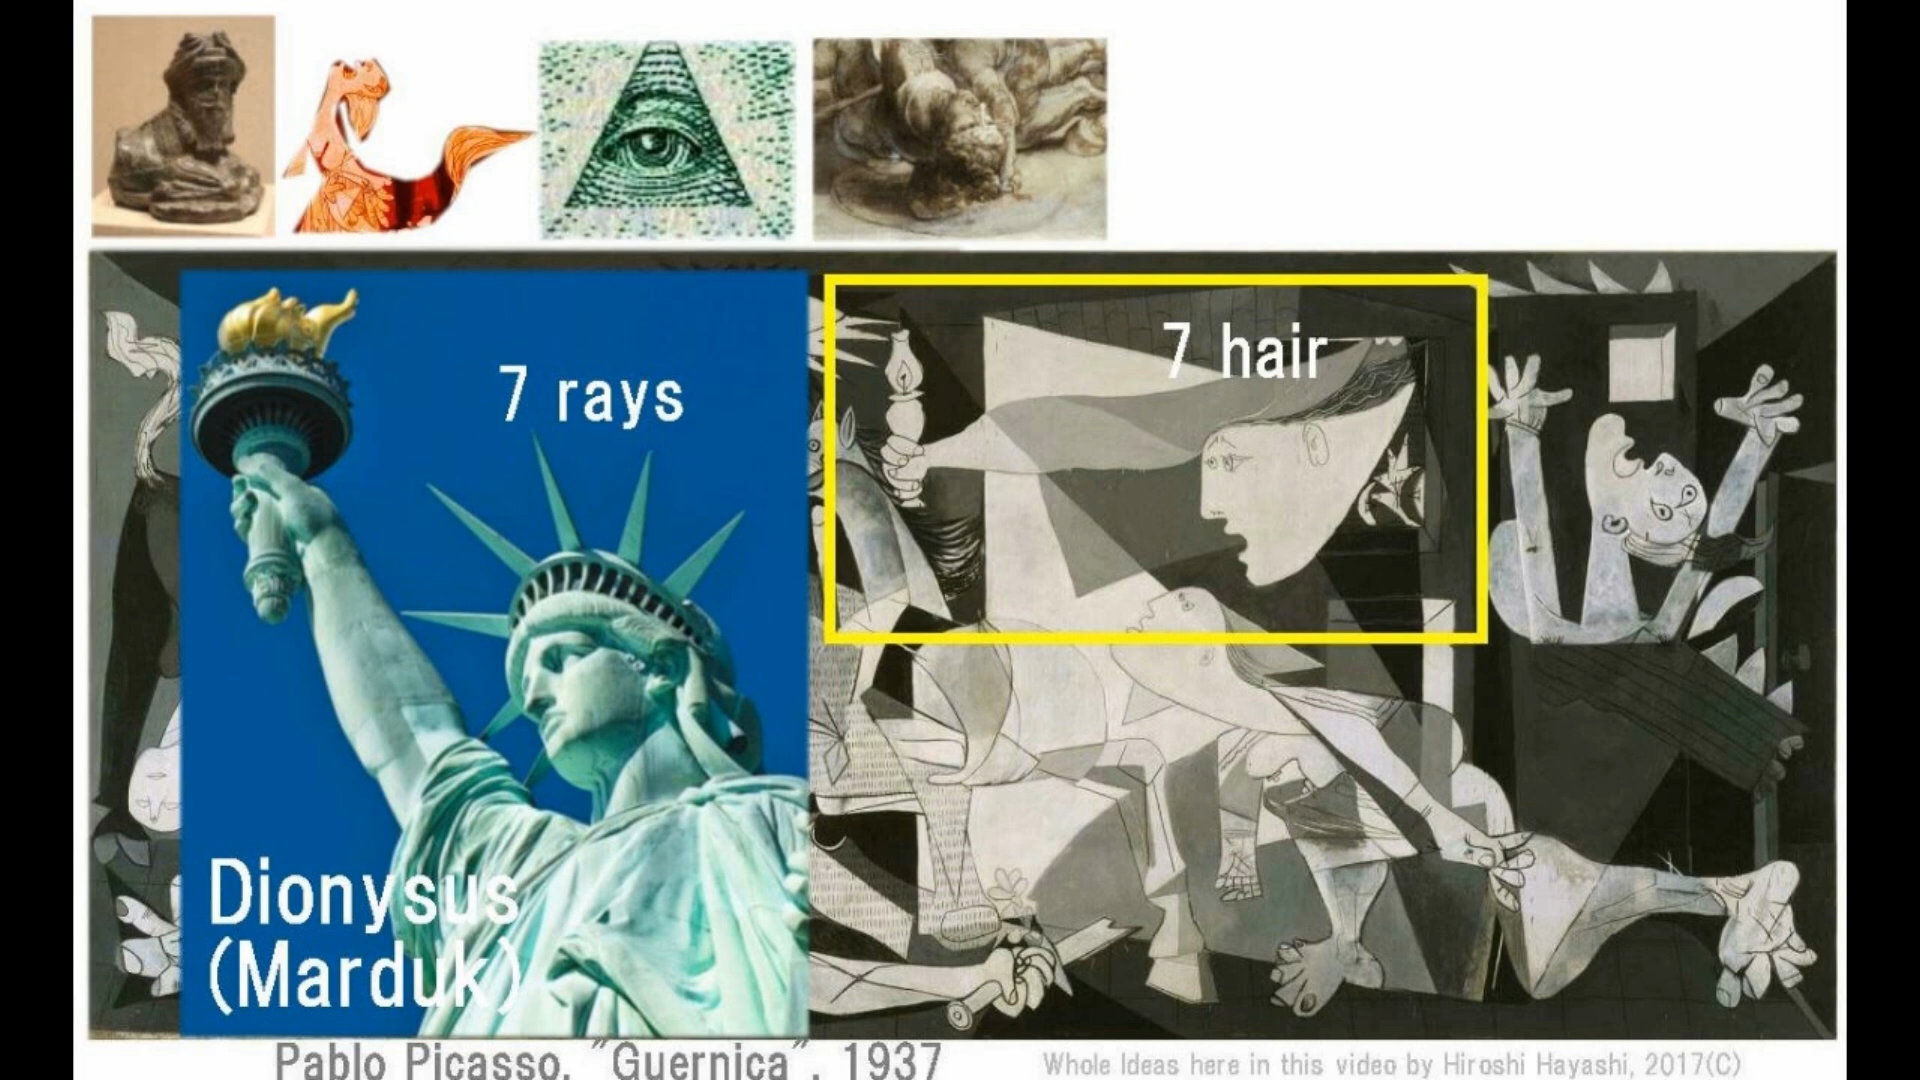 7 rays
7 hair
Dionysus
(Marduk)
Pablo Picasso. "Guernica". 1937
Whole Ideas here in this video by Hiroshi Hayashi, 2017(C)